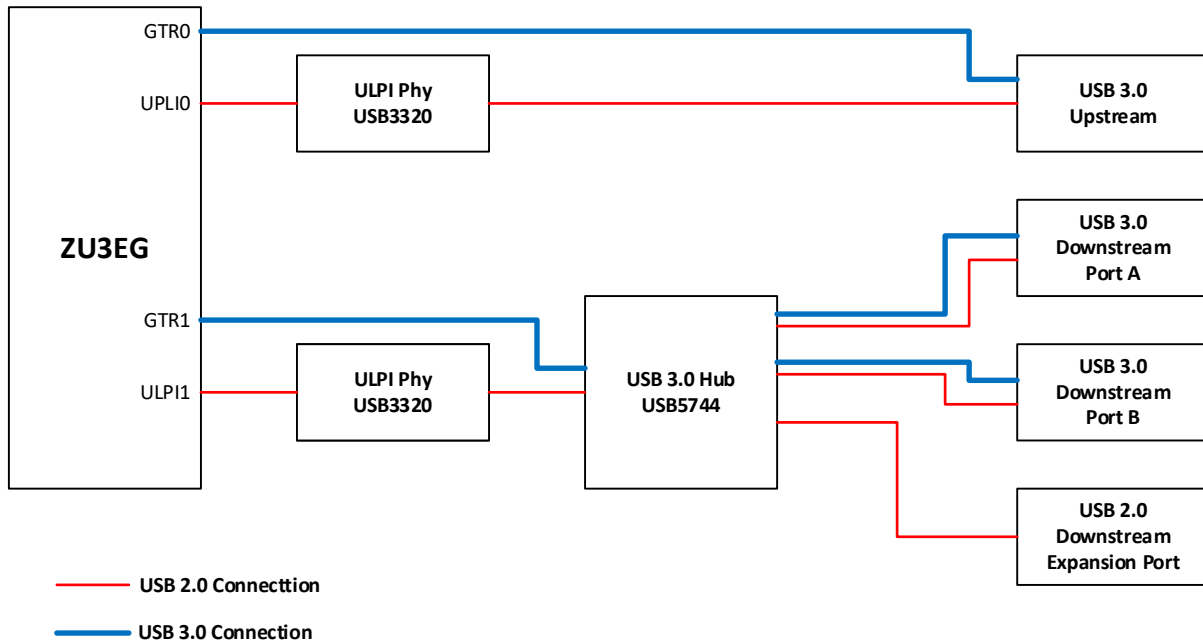 GTR0
UPLI0
ULPI Phy
USB3320
USB 3.0
Upstream
ZU3EG
USB 3.0
Downstream
Port A
GTR1
ULPI1
ULPI Phy
USB3320
USB 3.0 Hub
USB5744
USB 3.0
Downstream
Port B
USB 2.0
Downstream
Expansion Port
USB 2.0 Connecttion
USB 3.0 Connection